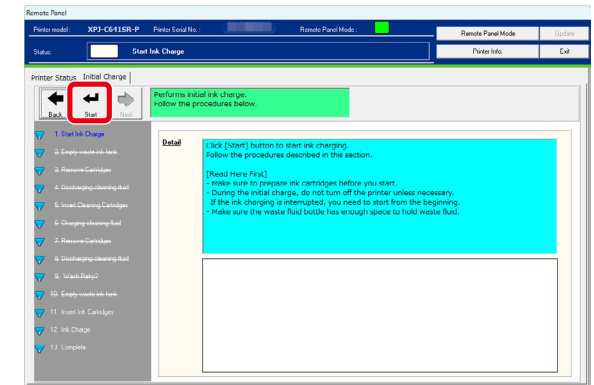 Remote Panel
Printer model : XPJ-C641SR-P Printer Serial No. : Remote Panel Mode :
Remote Panel Mode Update
Status: Start Ink Charge
Printer Info. Exit
Printer Status Initial Charge
Back Start Next
Performs initial ink charge.
Follow the procedures below.
1. Start Ink Charge
2. Empty waste ink tank
3. Remove Cartridges
4. Discharging cleaning fluid
5. Insert Cleaning Cartridges
6. Charging cleaning fluid
7. Remove Cartridges
8. Discharging cleaning fluid
9. Wash Retry?
10. Empty waste ink tank
11. Insert Ink Cartridges
12. Ink Charge
13. Complete
Detail
Click [Start] button to start ink charging.
Follow the procedures described in this section.
[Read Here First]
- Make sure to prepare ink cartridges before you start.
- During the initial charge, do not turn off the printer unless necessary.
If the ink charging is interrupted, you need to start from the beginning.
- Make sure the waste fluid bottle has enough space to hold waste fluid.